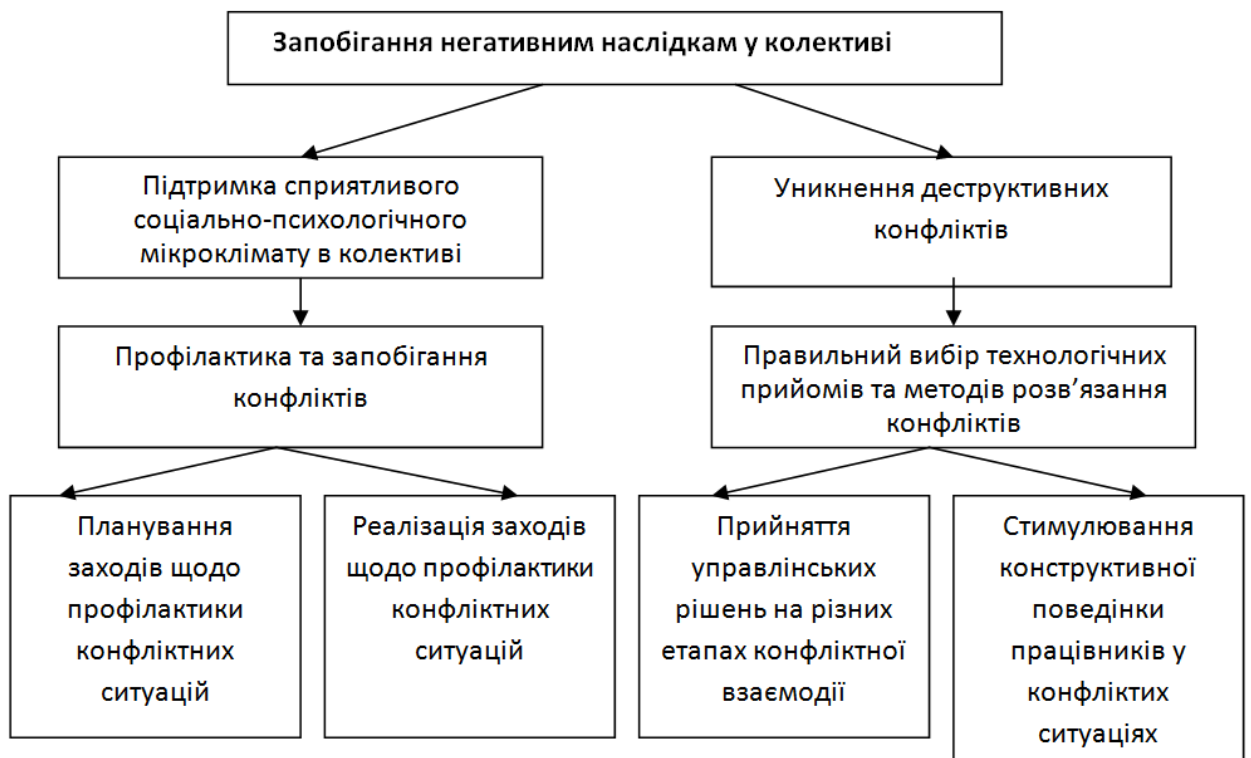 Запобігання негативним наслідкам у колективі
Підтримка сприятливого
соціально-психологічного
мікроклімату в колективі
Уникнення деструктивних
конфліктів
Профілактика та запобігання
конфліктів
Правильний вибір технологічних
прийомів та методів розв’язання
конфліктів
Планування
заходів щодо
профілактики
конфліктних
ситуацій
Реалізація заходів
щодо профілактики
конфліктних
ситуацій
Прийняття
управлінських
рішень на різних
етапах конфліктної
взаємодії
Стимулювання
конструктивної
поведінки
працівників у
конфліктих
ситуаціях